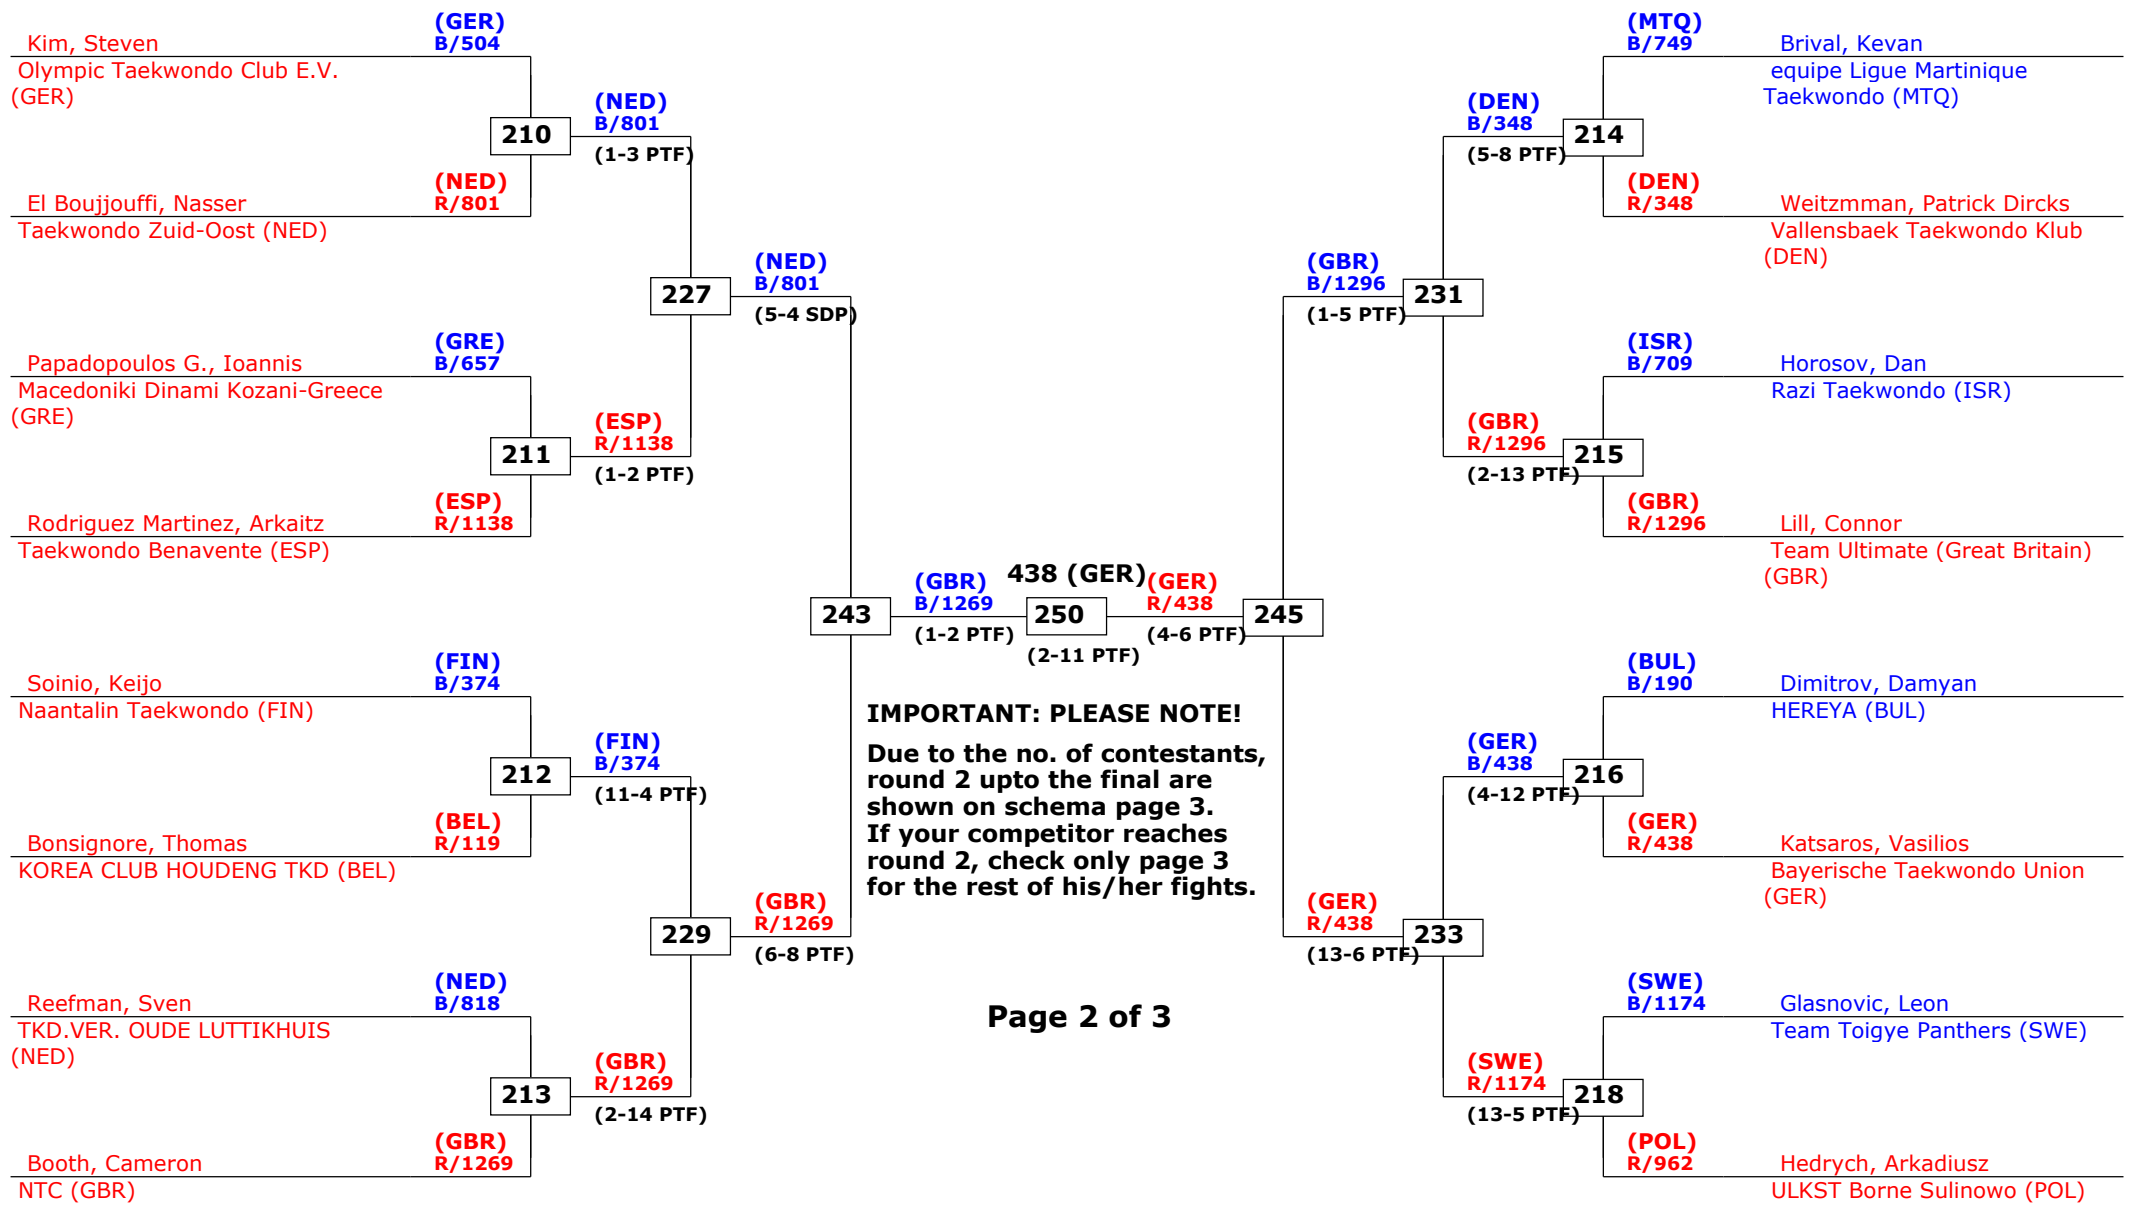 (GER)
B/504
Kim, Steven
Olympic Taekwondo Club E.V.
(GER)
210
(NED)
B/801
(1-3 PTF)
(NED)
R/801
El Boujjouffi, Nasser
Taekwondo Zuid-Oost (NED)
227
(NED)
B/801
(5-4 SDP)
(GRE)
B/657
Papadopoulos G., Ioannis
Macedoniki Dinami Kozani-Greece
(GRE)
211
(ESP)
R/1138
(1-2 PTF)
(ESP)
R/1138
Rodriguez Martinez, Arkaitz
Taekwondo Benavente (ESP)
243
(GBR)
B/1269
(1-2 PTF)
438 (GER)
250
(2-11 PTF)
(GER)
R/438
(4-6 PTF)
245
(FIN)
B/374
Soinio, Keijo
Naantalin Taekwondo (FIN)
212
(FIN)
B/374
(11-4 PTF)
(BEL)
R/119
Bonsignore, Thomas
KOREA CLUB HOUDENG TKD (BEL)
229
(GBR)
R/1269
(6-8 PTF)
(NED)
B/818
Reefman, Sven
TKD.VER. OUDE LUTTIKHUIS
(NED)
213
(GBR)
R/1269
(2-14 PTF)
(GBR)
R/1269
Booth, Cameron
NTC (GBR)
IMPORTANT: PLEASE NOTE!
Due to the no. of contestants,
round 2 upto the final are
shown on schema page 3.
If your competitor reaches
round 2, check only page 3
for the rest of his/her fights.
Page 2 of 3
(MTQ)
B/749
Brival, Kevan
equipe Ligue Martinique
Taekwondo (MTQ)
(DEN)
B/348
(5-8 PTF)
214
(DEN)
R/348
Weitzmman, Patrick Dircks
Vallensbaek Taekwondo Klub
(DEN)
(GBR)
B/1296
(1-5 PTF)
231
(ISR)
B/709
Horosov, Dan
Razi Taekwondo (ISR)
(GBR)
R/1296
(2-13 PTF)
215
(GBR)
R/1296
Lill, Connor
Team Ultimate (Great Britain)
(GBR)
(BUL)
B/190
Dimitrov, Damyan
HEREYA (BUL)
(GER)
B/438
(4-12 PTF)
216
(GER)
R/438
Katsaros, Vasilios
Bayerische Taekwondo Union
(GER)
(GER)
R/438
(13-6 PTF)
233
(SWE)
B/1174
Glasnovic, Leon
Team Toigye Panthers (SWE)
(SWE)
R/1174
(13-5 PTF)
218
(POL)
R/962
Hedrych, Arkadiusz
ULKST Borne Sulinowo (POL)